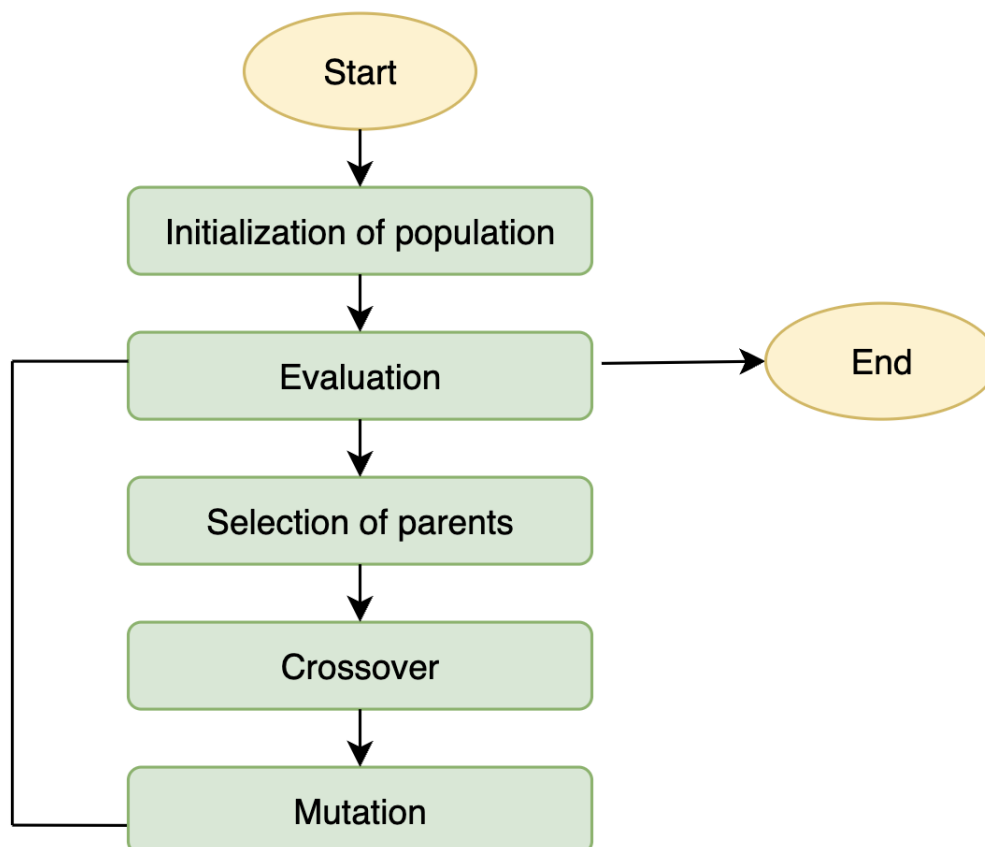 Start
Initialization of population
Evaluation
End
Selection of parents
Crossover
Mutation